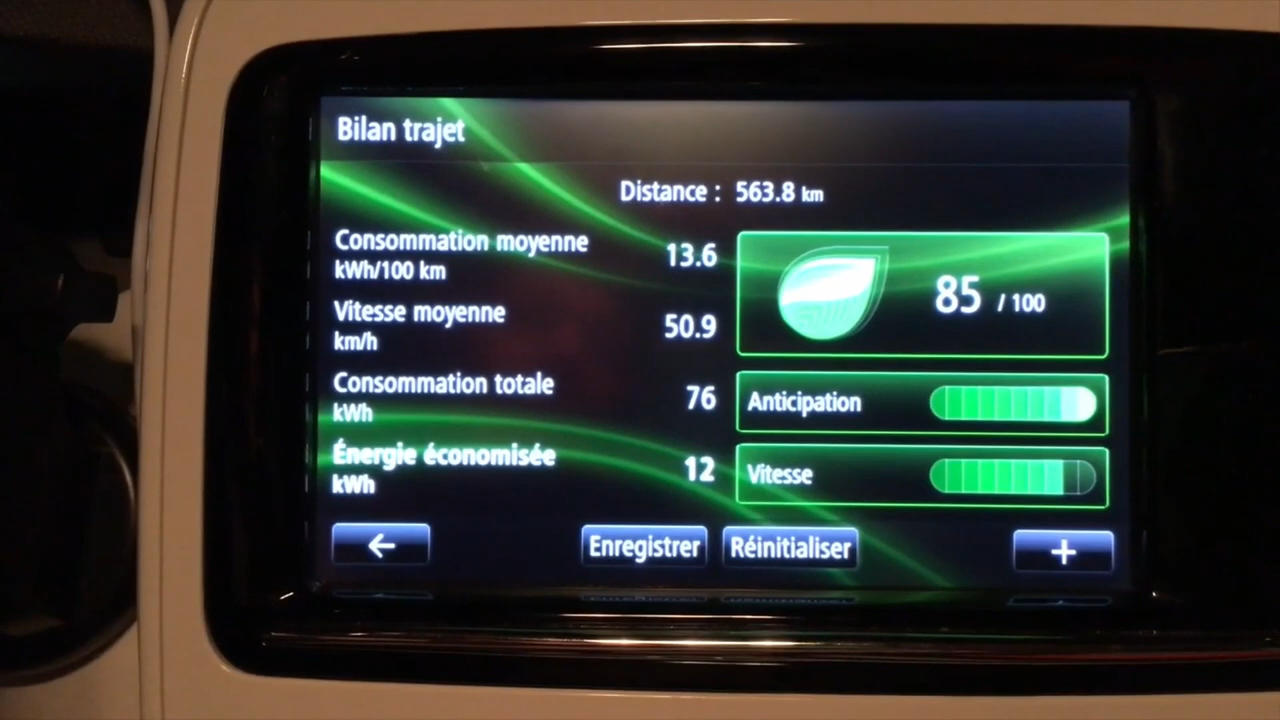 Bilan trajet
Distance : 563.8 km
Consommation moyenne 13.6
kWh/100 km
Vitesse moyenne 50.9
km/h
Consommation totale 76
kWh
Énergie économisée 12
kWh
85 / 100
Anticipation
Vitesse
← Enregistrer Réinitialiser +